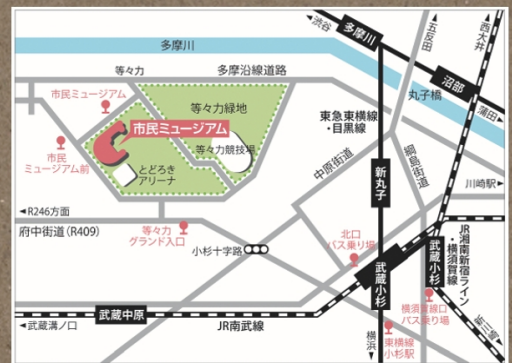 渋谷
多摩川
五反田
西大井
多摩川
沼部
等々力
多摩沿線道路
丸子橋
蒲田
市民ミュージアム
等々力緑地
東急東横線
・目黒線
市民ミュージアム
市民
ミュージアム前
等々力競技場
とどろき
アリーナ
中原街道
綱島街道
新丸子
川崎駅
R246方面
府中街道（R409）
等々力
グランド入口
小杉十字路
北口
バス乗り場
武蔵小杉
武蔵小杉
JR湘南新宿ライン
・横須賀線
横須賀線口
バス乗り場
新川崎
武蔵中原
JR南武線
武蔵溝ノ口
横浜
東横線
小杉駅